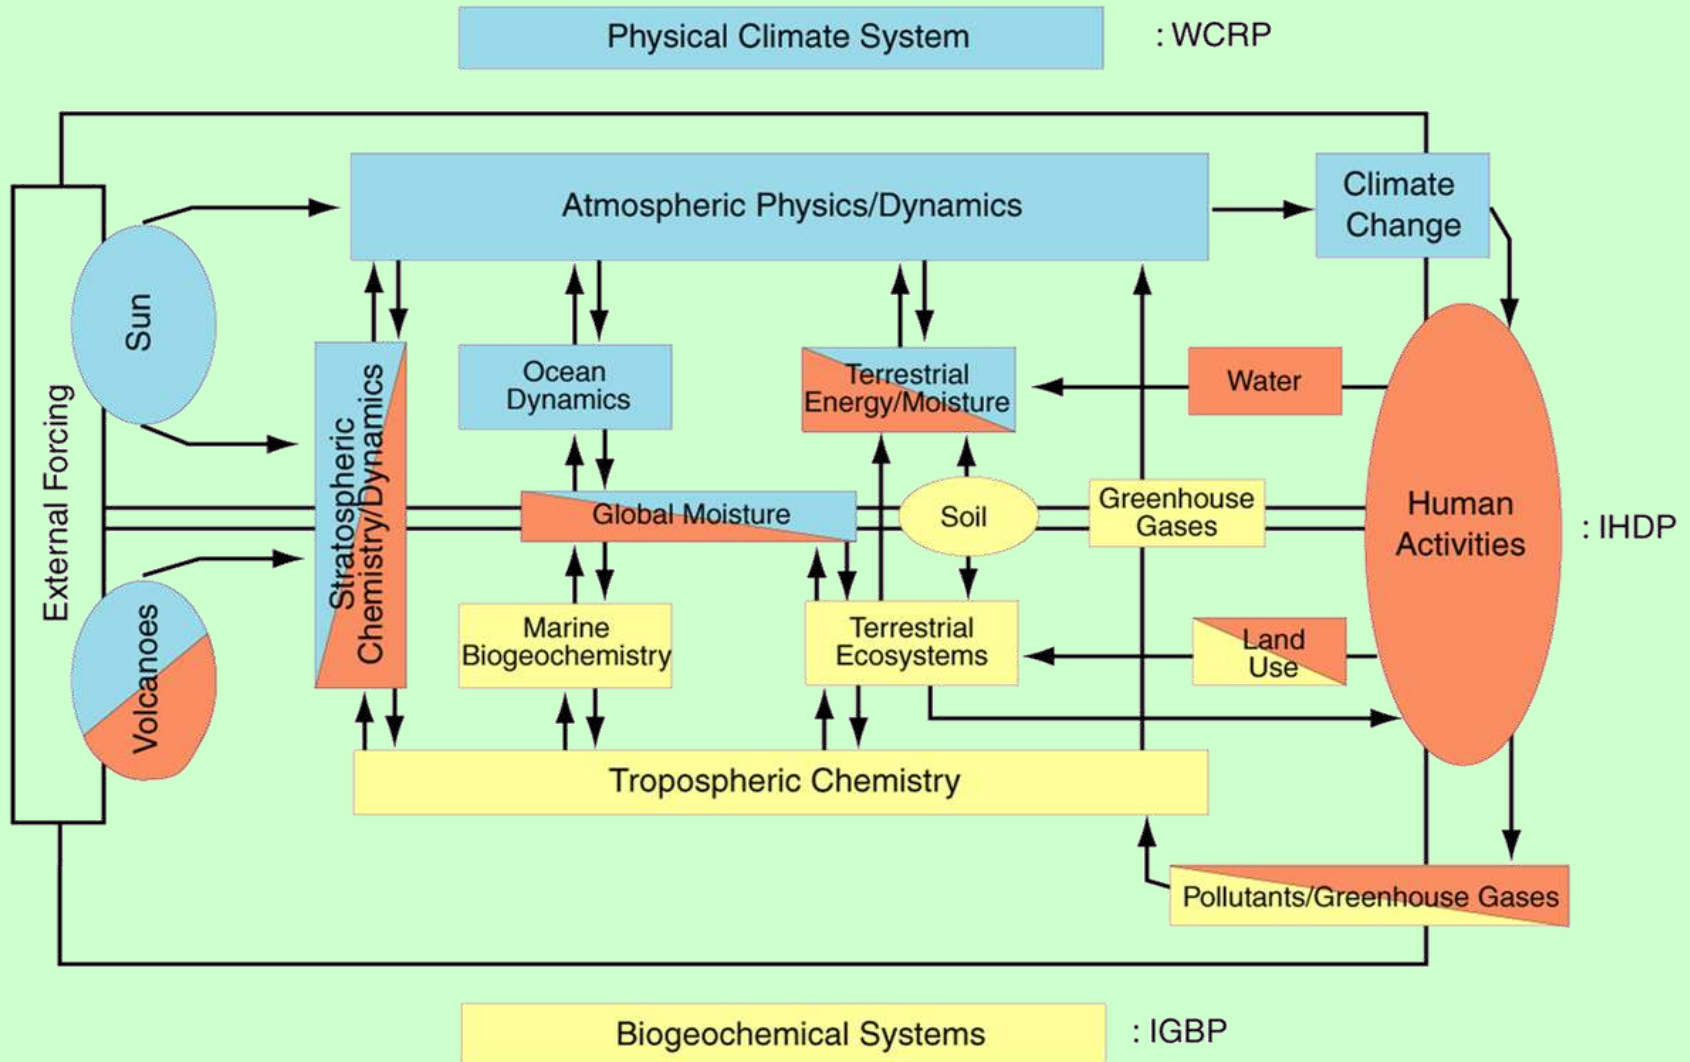 Physical Climate System
: WCRP
Atmospheric Physics/Dynamics
Climate
Change
External Forcing
Sun
Stratospheric
Chemistry/Dynamics
Ocean
Dynamics
Terrestrial
Energy/Moisture
Water
Global Moisture
Soil
Greenhouse
Gases
Human
Activities
: IHDP
Volcanoes
Marine
Biogeochemistry
Terrestrial
Ecosystems
Land
Use
Tropospheric Chemistry
Pollutants/Greenhouse Gases
Biogeochemical Systems
: IGBP